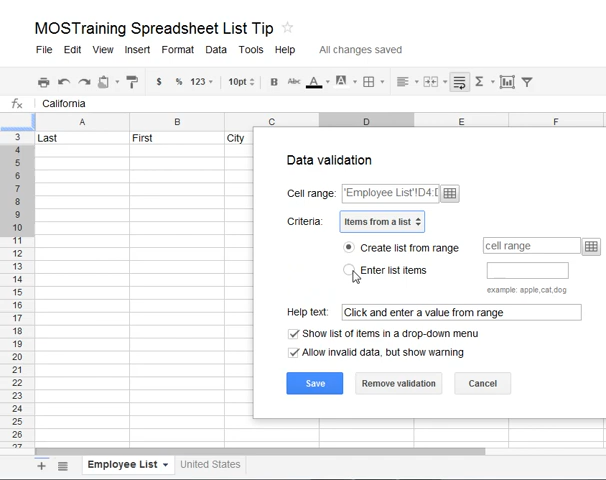 MOSTraining Spreadsheet List Tip
File Edit View Insert Format Data Tools Help All changes saved
$ % 123 10pt B Abc A A Σ
fx California
A B C D E F
3 Last First City
4
5
6
7
8
9
10
11
12
13
14
15
16
17
18
19
20
21
22
23
24
25
26
27
Data validation
Cell range: 'Employee List'!D4:D
Criteria: Items from a list
Create list from range cell range
Enter list items
example: apple,cat,dog
Help text: Click and enter a value from range
Show list of items in a drop-down menu
Allow invalid data, but show warning
Save Remove validation Cancel
+ Employee List United States